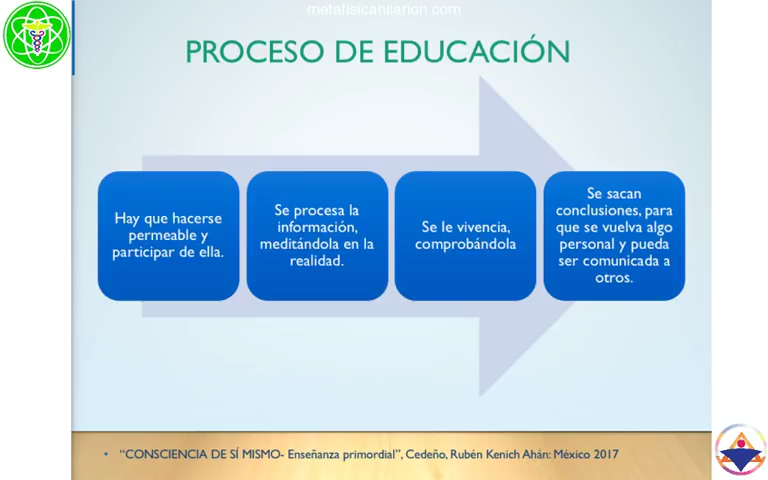 metafisicahilarion.com
PROCESO DE EDUCACIÓN
Hay que hacerse
permeable y
participar de ella.
Se procesa la
información,
meditándola en la
realidad.
Se le vivencia,
comprobándola
Se sacan
conclusiones, para
que se vuelva algo
personal y pueda
ser comunicada a
otros.
• “CONSCIENCIA DE SÍ MISMO- Enseñanza primordial”, Cedeño, Rubén Kenich Ahán: México 2017